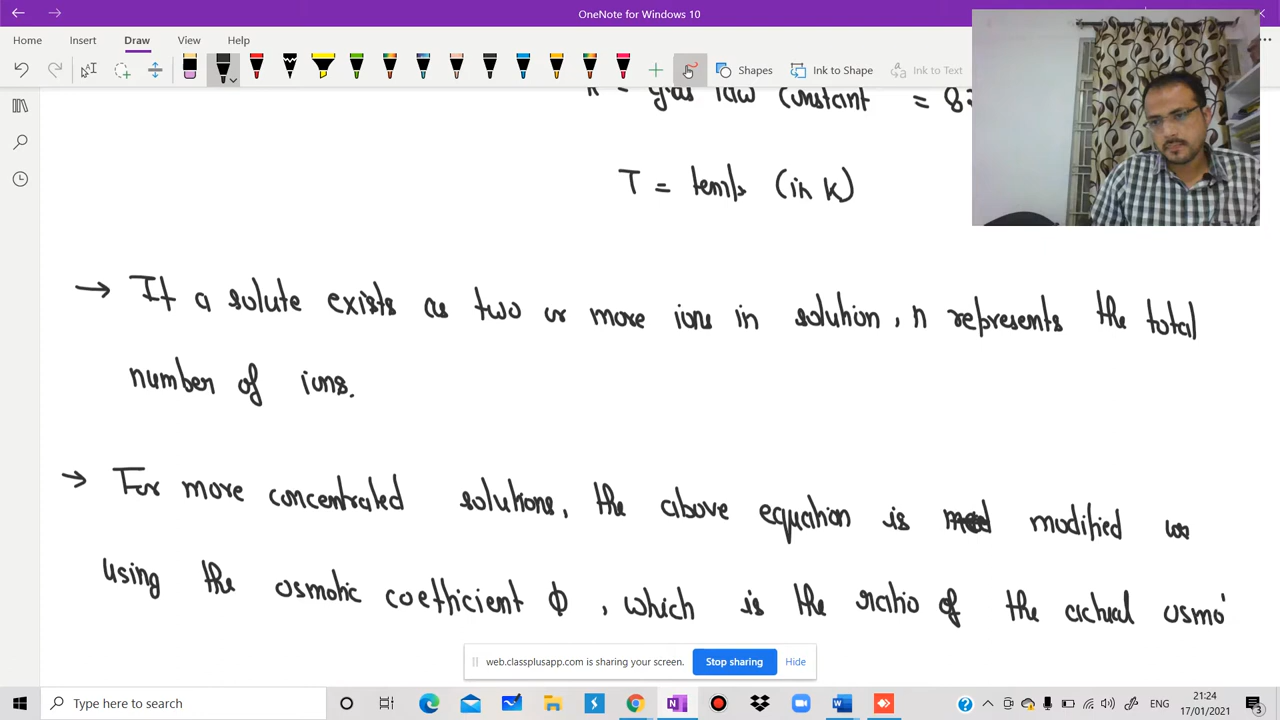 OneNote for Windows 10
Home Insert Draw View Help
Shapes Ink to Shape Ink to Text
= gas law constant = 8
T = temp (in K)
→ If a solute exists as two or more ions in solution, n represents the total
number of ions.
→ For more concentrated solutions, the above equation is modified
using the osmotic coefficient Φ, which is the ratio of the actual osmo
web.classplusapp.com is sharing your screen. Stop sharing Hide
Type here to search
ENG
21:24
17/01/2021
3